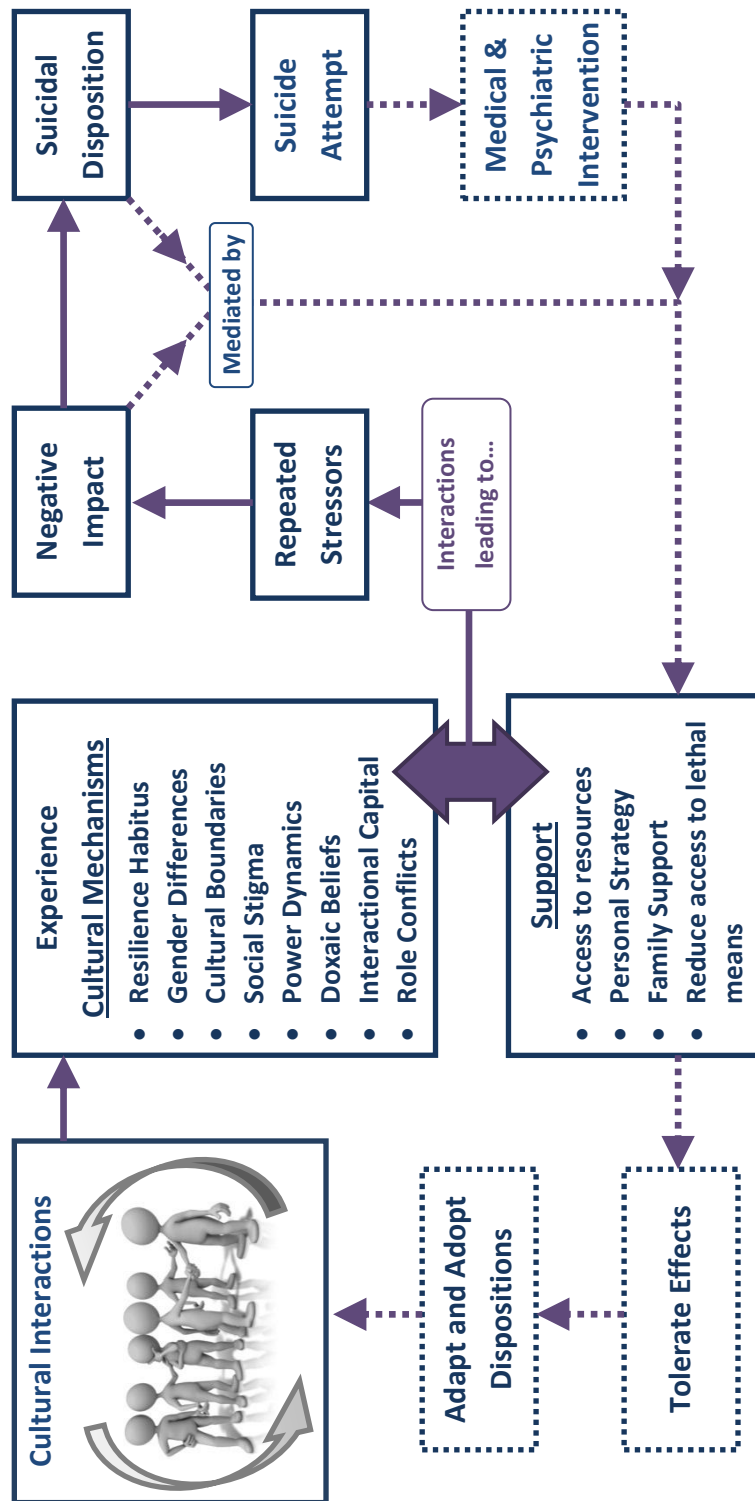 Cultural Interactions
Experience
Cultural Mechanisms
• Resilience Habitus
• Gender Differences
• Cultural Boundaries
• Social Stigma
• Power Dynamics
• Doxaic Beliefs
• Interactional Capital
• Role Conflicts
Negative
Impact
Suicidal
Disposition
Mediated by
Repeated
Stressors
Suicide
Attempt
Interactions
leading to...
Medical &
Psychiatric
Intervention
Adapt and Adopt
Dispositions
Tolerate Effects
Support
• Access to resources
• Personal Strategy
• Family Support
• Reduce access to lethal
means